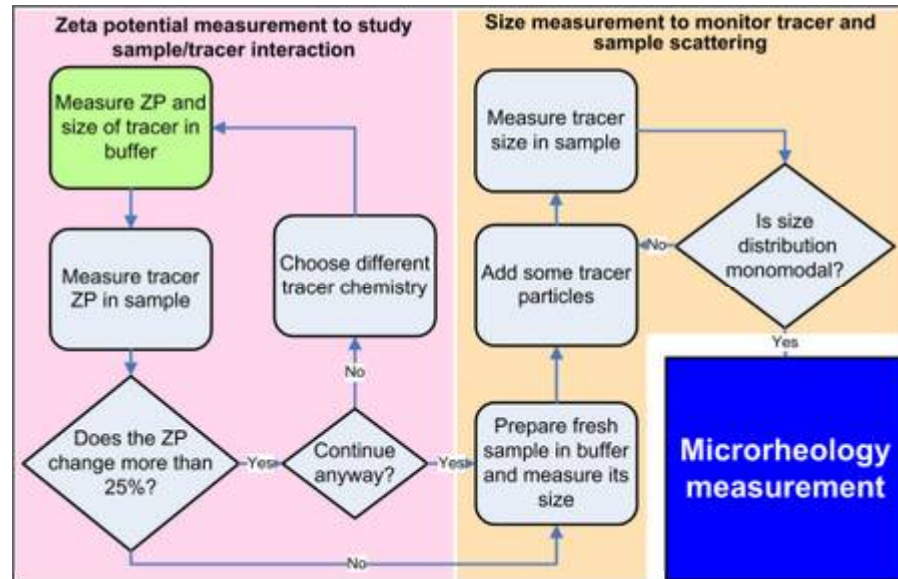 Zeta potential measurement to study
sample/tracer interaction
Measure ZP and
size of tracer in
buffer
Measure tracer
ZP in sample
Choose different
tracer chemistry
No
Does the ZP
change more than
25%?
Yes
Continue
anyway?
Yes
No
Size measurement to monitor tracer and
sample scattering
Measure tracer
size in sample
Is size
distribution
monomodal?
No
Add some tracer
particles
Yes
Prepare fresh
sample in buffer
and measure its
size
Microrheology
measurement